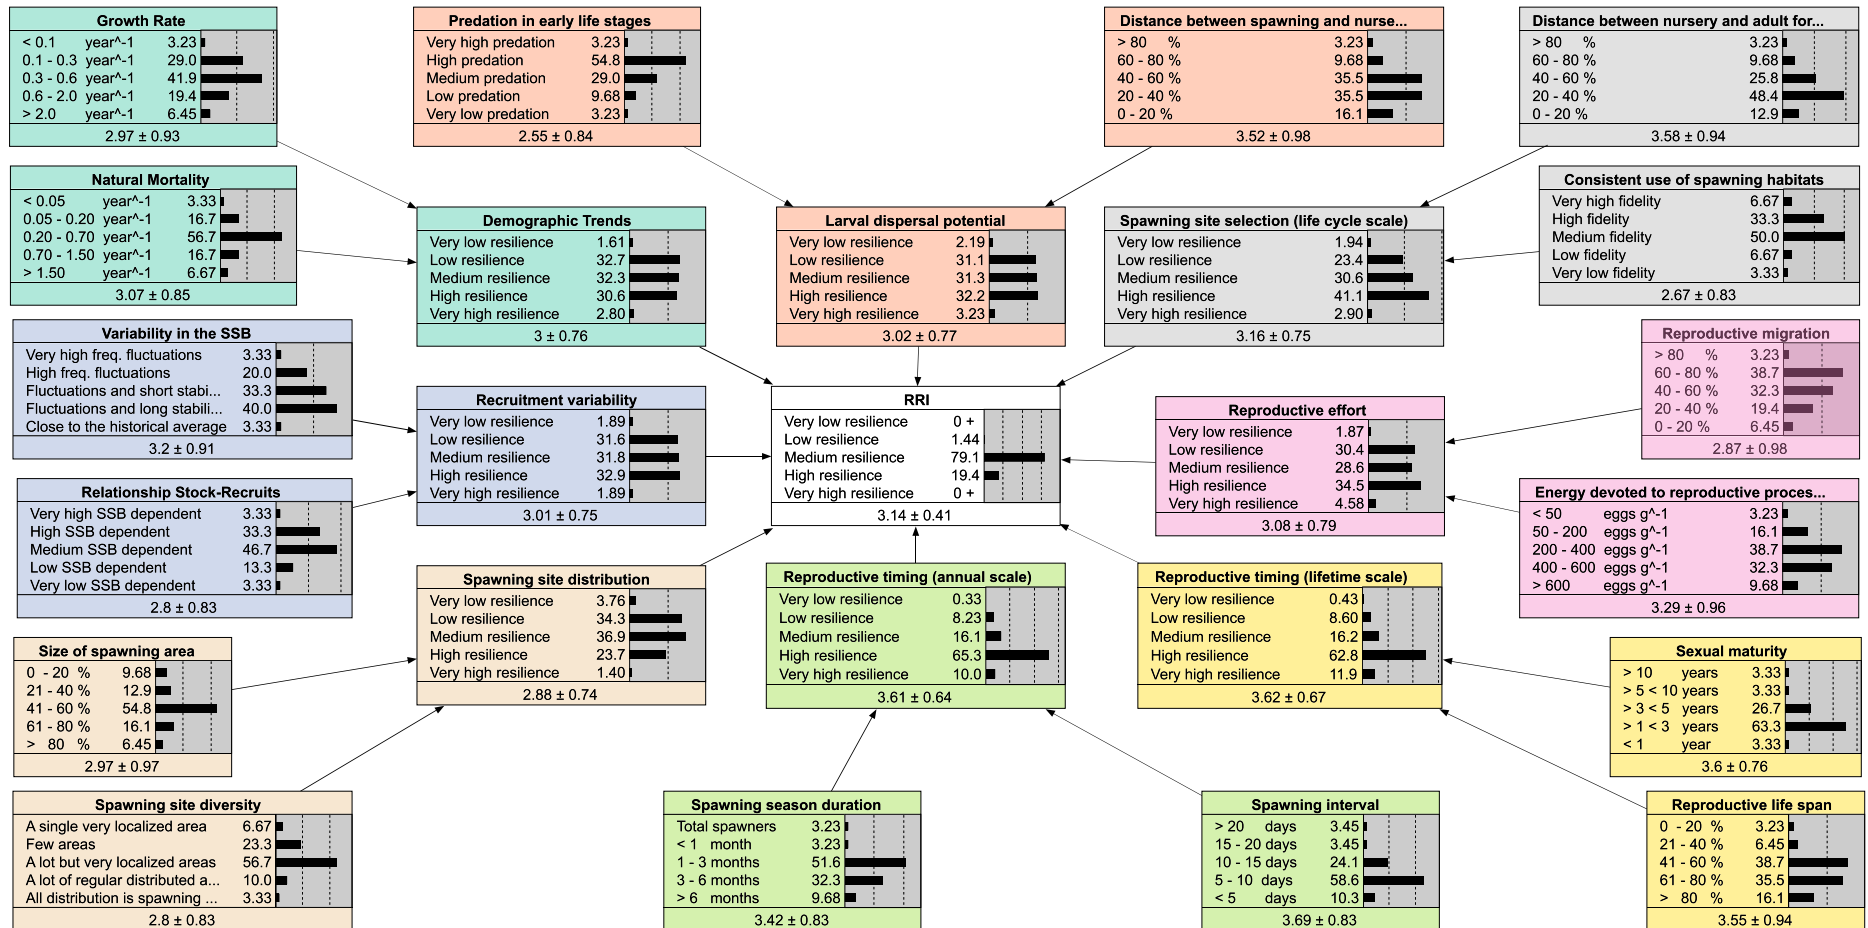 Growth Rate
< 0.1 year^-1 3.23
0.1 - 0.3 year^-1 29.0
0.3 - 0.6 year^-1 41.9
0.6 - 2.0 year^-1 19.4
> 2.0 year^-1 6.45
2.97 ± 0.93
Predation in early life stages
Very high predation 3.23
High predation 54.8
Medium predation 29.0
Low predation 9.68
Very low predation 3.23
2.55 ± 0.84
Distance between spawning and nurse...
> 80 % 3.23
60 - 80 % 9.68
40 - 60 % 35.5
20 - 40 % 35.5
0 - 20 % 16.1
3.52 ± 0.98
Distance between nursery and adult for...
> 80 % 3.23
60 - 80 % 9.68
40 - 60 % 25.8
20 - 40 % 48.4
0 - 20 % 12.9
3.58 ± 0.94
Natural Mortality
< 0.05 year^-1 3.33
0.05 - 0.20 year^-1 16.7
0.20 - 0.70 year^-1 56.7
0.70 - 1.50 year^-1 16.7
> 1.50 year^-1 6.67
3.07 ± 0.85
Demographic Trends
Very low resilience 1.61
Low resilience 32.7
Medium resilience 32.3
High resilience 30.6
Very high resilience 2.80
3 ± 0.76
Larval dispersal potential
Very low resilience 2.19
Low resilience 31.1
Medium resilience 31.3
High resilience 32.2
Very high resilience 3.23
3.02 ± 0.77
Spawning site selection (life cycle scale)
Very low resilience 1.94
Low resilience 23.4
Medium resilience 30.6
High resilience 41.1
Very high resilience 2.90
3.16 ± 0.75
Consistent use of spawning habitats
Very high fidelity 6.67
High fidelity 33.3
Medium fidelity 50.0
Low fidelity 6.67
Very low fidelity 3.33
2.67 ± 0.83
Variability in the SSB
Very high freq. fluctuations 3.33
High freq. fluctuations 20.0
Fluctuations and short stabi... 33.3
Fluctuations and long stabili... 40.0
Close to the historical average 3.33
3.2 ± 0.91
Recruitment variability
Very low resilience 1.89
Low resilience 31.6
Medium resilience 31.8
High resilience 32.9
Very high resilience 1.89
3.01 ± 0.75
RRI
Very low resilience 0 +
Low resilience 1.44
Medium resilience 79.1
High resilience 19.4
Very high resilience 0 +
3.14 ± 0.41
Reproductive effort
Very low resilience 1.87
Low resilience 30.4
Medium resilience 28.6
High resilience 34.5
Very high resilience 4.58
3.08 ± 0.79
Reproductive migration
> 80 % 3.23
60 - 80 % 38.7
40 - 60 % 32.3
20 - 40 % 19.4
0 - 20 % 6.45
2.87 ± 0.98
Relationship Stock-Recruits
Very high SSB dependent 3.33
High SSB dependent 33.3
Medium SSB dependent 46.7
Low SSB dependent 13.3
Very low SSB dependent 3.33
2.8 ± 0.83
Energy devoted to reproductive proces...
< 50 eggs g^-1 3.23
50 - 200 eggs g^-1 16.1
200 - 400 eggs g^-1 38.7
400 - 600 eggs g^-1 32.3
> 600 eggs g^-1 9.68
3.29 ± 0.96
Spawning site distribution
Very low resilience 3.76
Low resilience 34.3
Medium resilience 36.9
High resilience 23.7
Very high resilience 1.40
2.88 ± 0.74
Reproductive timing (annual scale)
Very low resilience 0.33
Low resilience 8.23
Medium resilience 16.1
High resilience 65.3
Very high resilience 10.0
3.61 ± 0.64
Reproductive timing (lifetime scale)
Very low resilience 0.43
Low resilience 8.60
Medium resilience 16.2
High resilience 62.8
Very high resilience 11.9
3.62 ± 0.67
Size of spawning area
0 - 20 % 9.68
21 - 40 % 12.9
41 - 60 % 54.8
61 - 80 % 16.1
> 80 % 6.45
2.97 ± 0.97
Sexual maturity
> 10 years 3.33
> 5 < 10 years 3.33
> 3 < 5 years 26.7
> 1 < 3 years 63.3
< 1 year 3.33
3.6 ± 0.76
Spawning site diversity
A single very localized area 6.67
Few areas 23.3
A lot but very localized areas 56.7
A lot of regular distributed a... 10.0
All distribution is spawning ... 3.33
2.8 ± 0.83
Spawning season duration
Total spawners 3.23
< 1 month 3.23
1 - 3 months 51.6
3 - 6 months 32.3
> 6 months 9.68
3.42 ± 0.83
Spawning interval
> 20 days 3.45
15 - 20 days 3.45
10 - 15 days 24.1
5 - 10 days 58.6
< 5 days 10.3
3.69 ± 0.83
Reproductive life span
0 - 20 % 3.23
21 - 40 % 6.45
41 - 60 % 38.7
61 - 80 % 35.5
> 80 % 16.1
3.55 ± 0.94